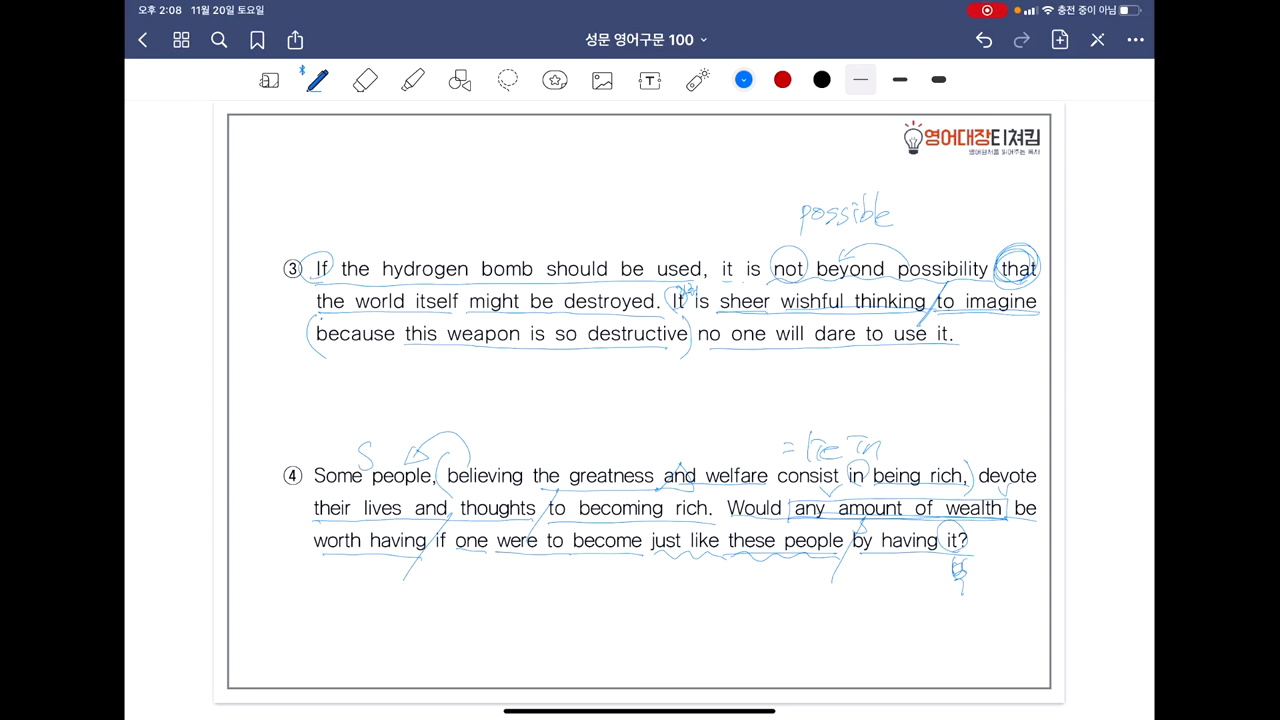 오후 2:08 11월 20일 토요일
충전 중이 아님
성문 영어구문 100
영어대장티쳐킴
possible
③ If the hydrogen bomb should be used, it is not beyond possibility that
the world itself might be destroyed. It is sheer wishful thinking to imagine
because this weapon is so destructive no one will dare to use it.
S
= lie in
④ Some people, believing the greatness and welfare consist in being rich, devote
their lives and thoughts to becoming rich. Would any amount of wealth be
worth having if one were to become just like these people by having it?